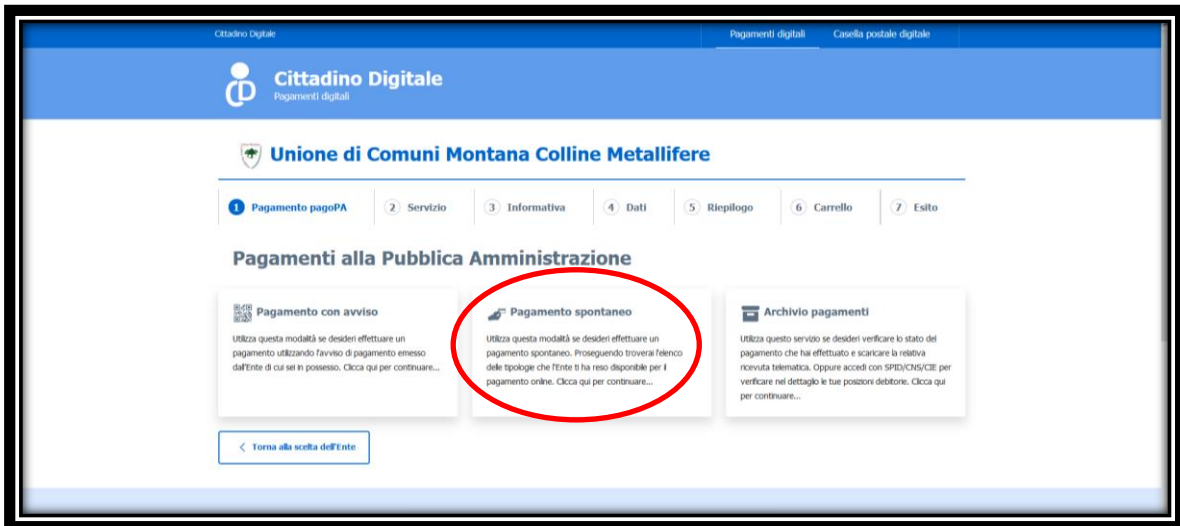 Cittadino Digitale
Pagamenti digitali
Casella postale digitale
Cittadino Digitale
Pagamenti digitali
Unione di Comuni Montana Colline Metallifere
1 Pagamento pagoPA
2 Servizio
3 Informativa
4 Dati
5 Riepilogo
6 Carrello
7 Esito
Pagamenti alla Pubblica Amministrazione
Pagamento con avviso
Utilizza questa modalità se desideri effettuare un
pagamento utilizzando l'avviso di pagamento emesso
dall'Ente di cui sei in possesso. Clicca qui per continuare...
Pagamento spontaneo
Utilizza questa modalità se desideri effettuare un
pagamento spontaneo. Proseguendo troverai l'elenco
delle tipologie che l'Ente ti ha reso disponibile per il
pagamento online. Clicca qui per continuare...
Archivio pagamenti
Utilizza questo servizio se desideri verificare lo stato del
pagamento che hai effettuato e scaricare la relativa
ricevuta telematica. Oppure accedi con SPID/CNS/CIE per
verificare nel dettaglio le tue posizioni debitorie. Clicca qui
per continuare...
< Torna alla scelta dell'Ente